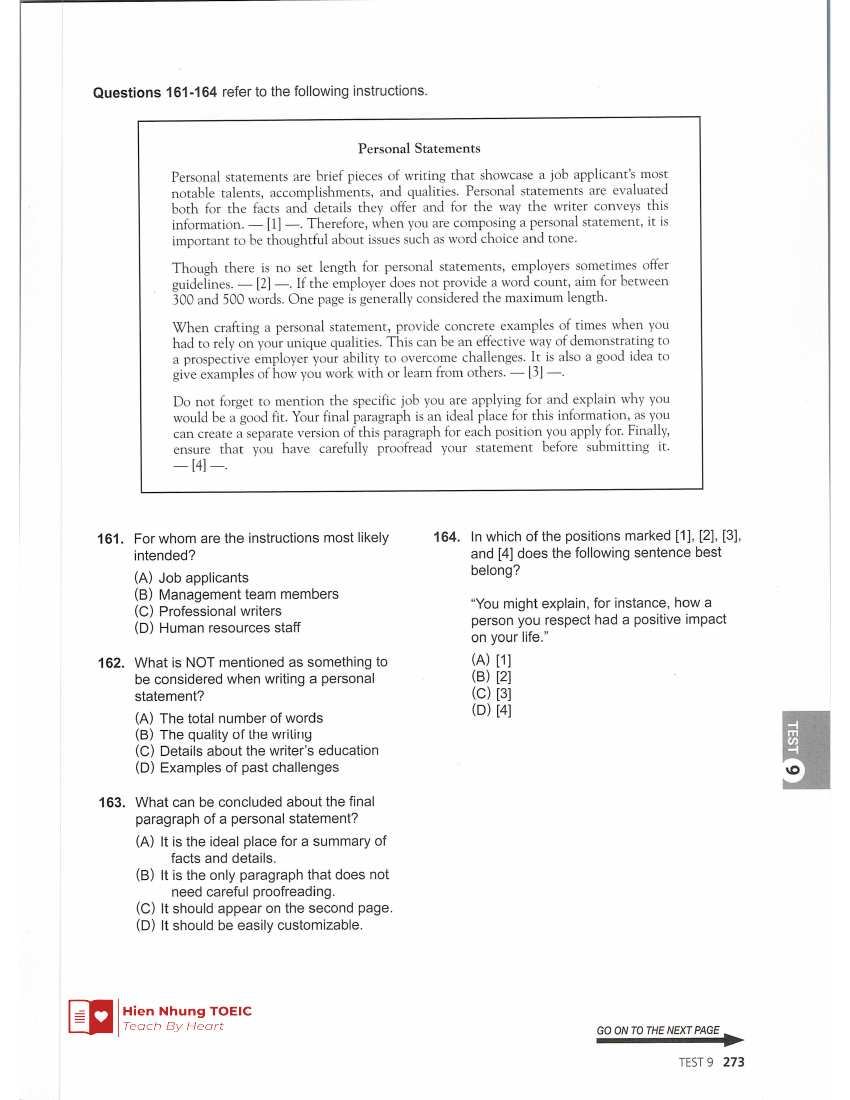 Questions 161-164 refer to the following instructions.
Personal Statements
Personal statements are brief pieces of writing that showcase a job applicant's most
notable talents, accomplishments, and qualities. Personal statements are evaluated
both for the facts and details they offer and for the way the writer conveys this
information. — [1] —. Therefore, when you are composing a personal statement, it is
important to be thoughtful about issues such as word choice and tone.
Though there is no set length for personal statements, employers sometimes offer
guidelines. — [2] —. If the employer does not provide a word count, aim for between
300 and 500 words. One page is generally considered the maximum length.
When crafting a personal statement, provide concrete examples of times when you
had to rely on your unique qualities. This can be an effective way of demonstrating to
a prospective employer your ability to overcome challenges. It is also a good idea to
give examples of how you work with or learn from others. — [3] —.
Do not forget to mention the specific job you are applying for and explain why you
would be a good fit. Your final paragraph is an ideal place for this information, as you
can create a separate version of this paragraph for each position you apply for. Finally,
ensure that you have carefully proofread your statement before submitting it.
— [4] —.
161. For whom are the instructions most likely
intended?
(A) Job applicants
(B) Management team members
(C) Professional writers
(D) Human resources staff
162. What is NOT mentioned as something to
be considered when writing a personal
statement?
(A) The total number of words
(B) The quality of the writing
(C) Details about the writer's education
(D) Examples of past challenges
163. What can be concluded about the final
paragraph of a personal statement?
(A) It is the ideal place for a summary of
facts and details.
(B) It is the only paragraph that does not
need careful proofreading.
(C) It should appear on the second page.
(D) It should be easily customizable.
164. In which of the positions marked [1], [2], [3],
and [4] does the following sentence best
belong?
"You might explain, for instance, how a
person you respect had a positive impact
on your life."
(A) [1]
(B) [2]
(C) [3]
(D) [4]
TEST 9
Hien Nhung TOEIC
Teach By Heart
GO ON TO THE NEXT PAGE
TEST 9 273